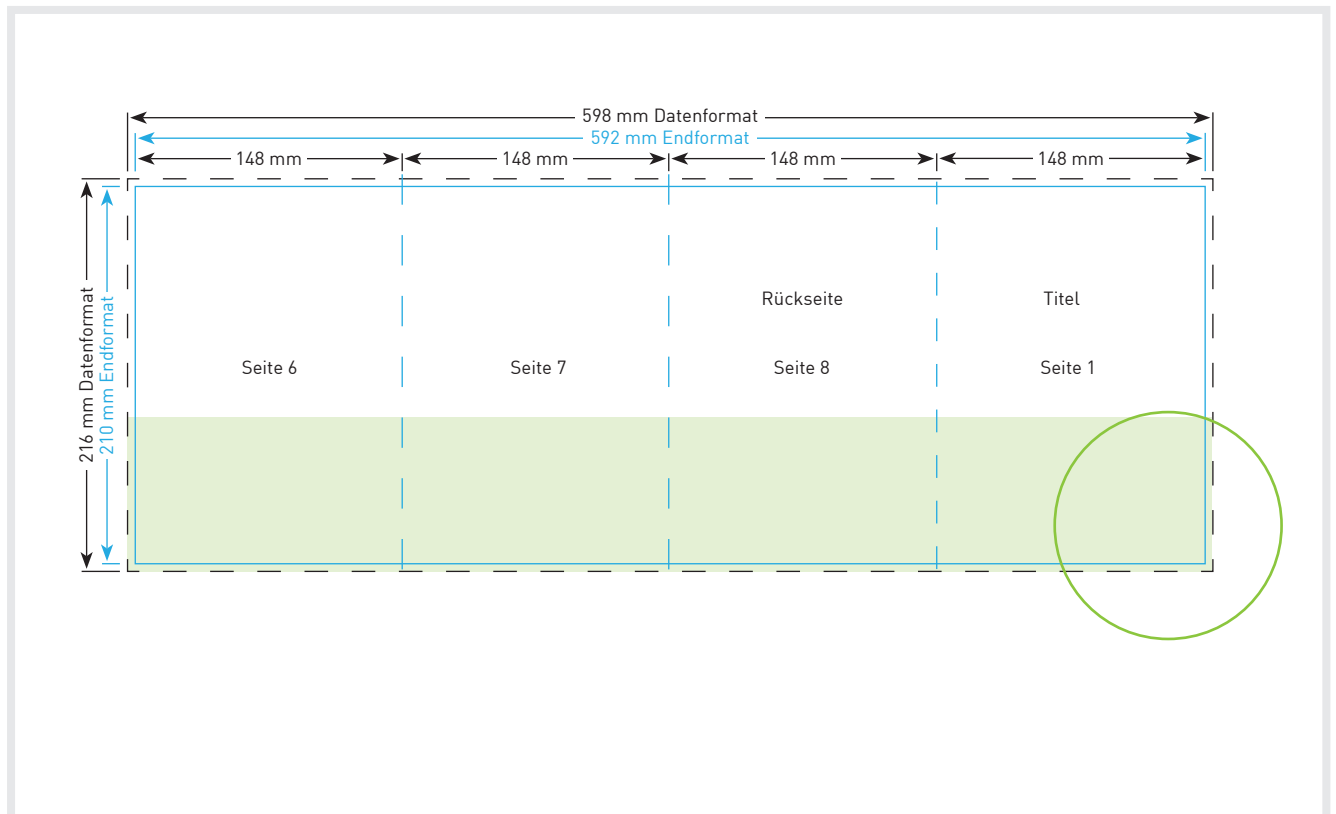 598 mm Datenformat
592 mm Endformat
148 mm 148 mm 148 mm 148 mm
216 mm Datenformat
210 mm Endformat
Rückseite Titel
Seite 6 Seite 7 Seite 8 Seite 1